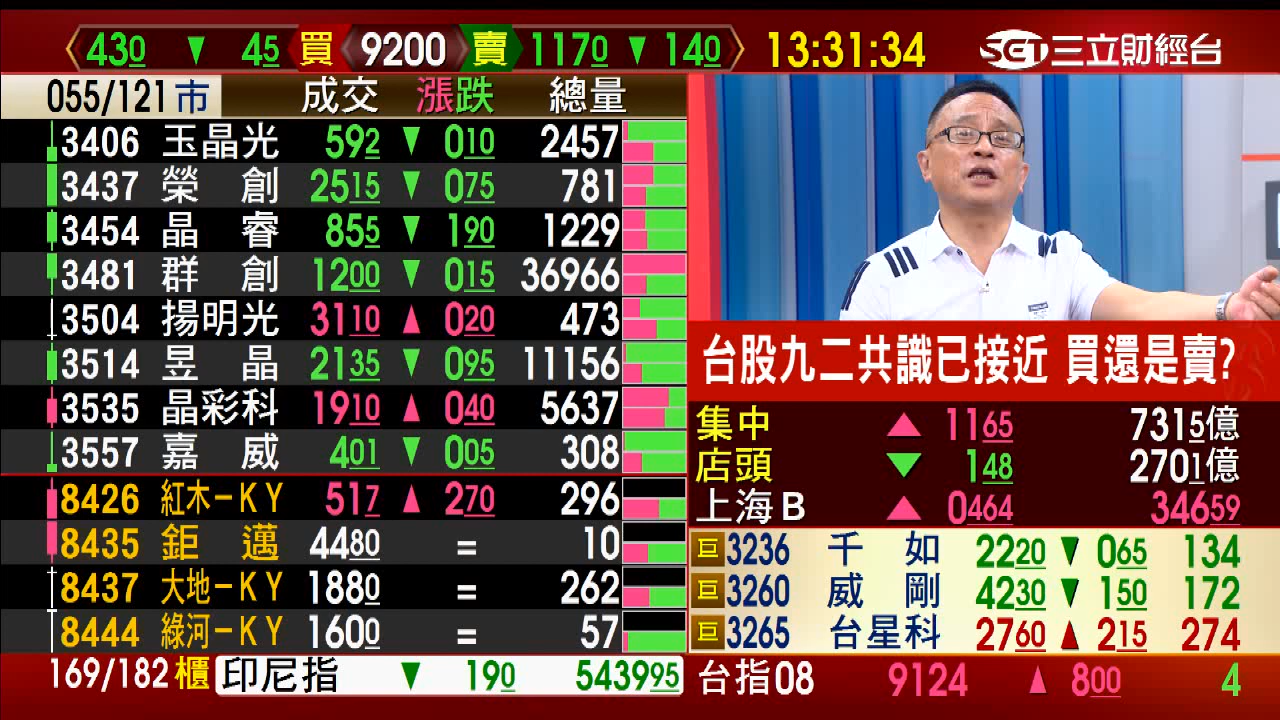 430 ▼ 45 買 9200 賣 1170 ▼ 140 13:31:34 SET三立財經台
055/121 市 成交 漲跌 總量
3406 玉晶光 592 ▼ 010 2457
3437 榮創 2515 ▼ 075 781
3454 晶睿 855 ▼ 190 1229
3481 群創 1200 ▼ 015 36966
3504 揚明光 3110 ▲ 020 473
3514 昱晶 2135 ▼ 095 11156
3535 晶彩科 1910 ▲ 040 5637
3557 嘉威 401 ▼ 005 308
8426 紅木－KY 517 ▲ 270 296
8435 鉅邁 4480 = 10
8437 大地－KY 1880 = 262
8444 綠河－KY 1600 = 57
169/182 櫃 印尼指 ▼ 190 543995
台股九二共識已接近 買還是賣?
集中 ▲ 1165 7315億
店頭 ▼ 148 2701億
上海B ▲ 0464 34659
巨 3236 千如 2220 ▼ 065 134
巨 3260 威剛 4230 ▼ 150 172
巨 3265 台星科 2760 ▲ 215 274
台指08 9124 ▲ 800 4